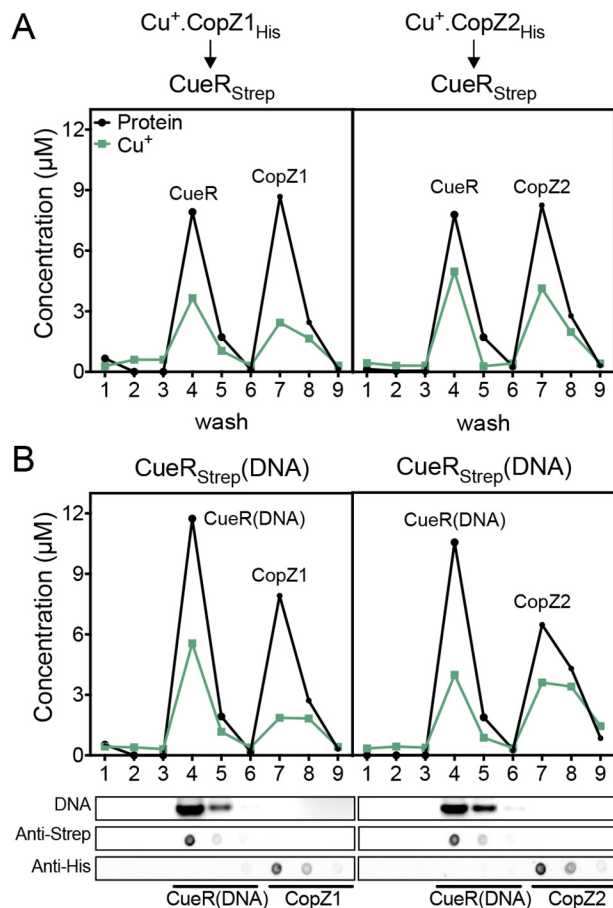 A
Cu⁺.CopZ1His Cu⁺.CopZ2His
CueRStrep CueRStrep
Protein
Cu⁺
CueR CopZ1 CueR CopZ2
Concentration (µM)
12
9
6
3
0
1 2 3 4 5 6 7 8 9 1 2 3 4 5 6 7 8 9
wash wash
B
CueRStrep(DNA) CueRStrep(DNA)
CueR(DNA) CopZ1 CueR(DNA) CopZ2
Concentration (µM)
12
9
6
3
0
1 2 3 4 5 6 7 8 9 1 2 3 4 5 6 7 8 9
DNA
Anti-Strep
Anti-His
CueR(DNA) CopZ1 CueR(DNA) CopZ2